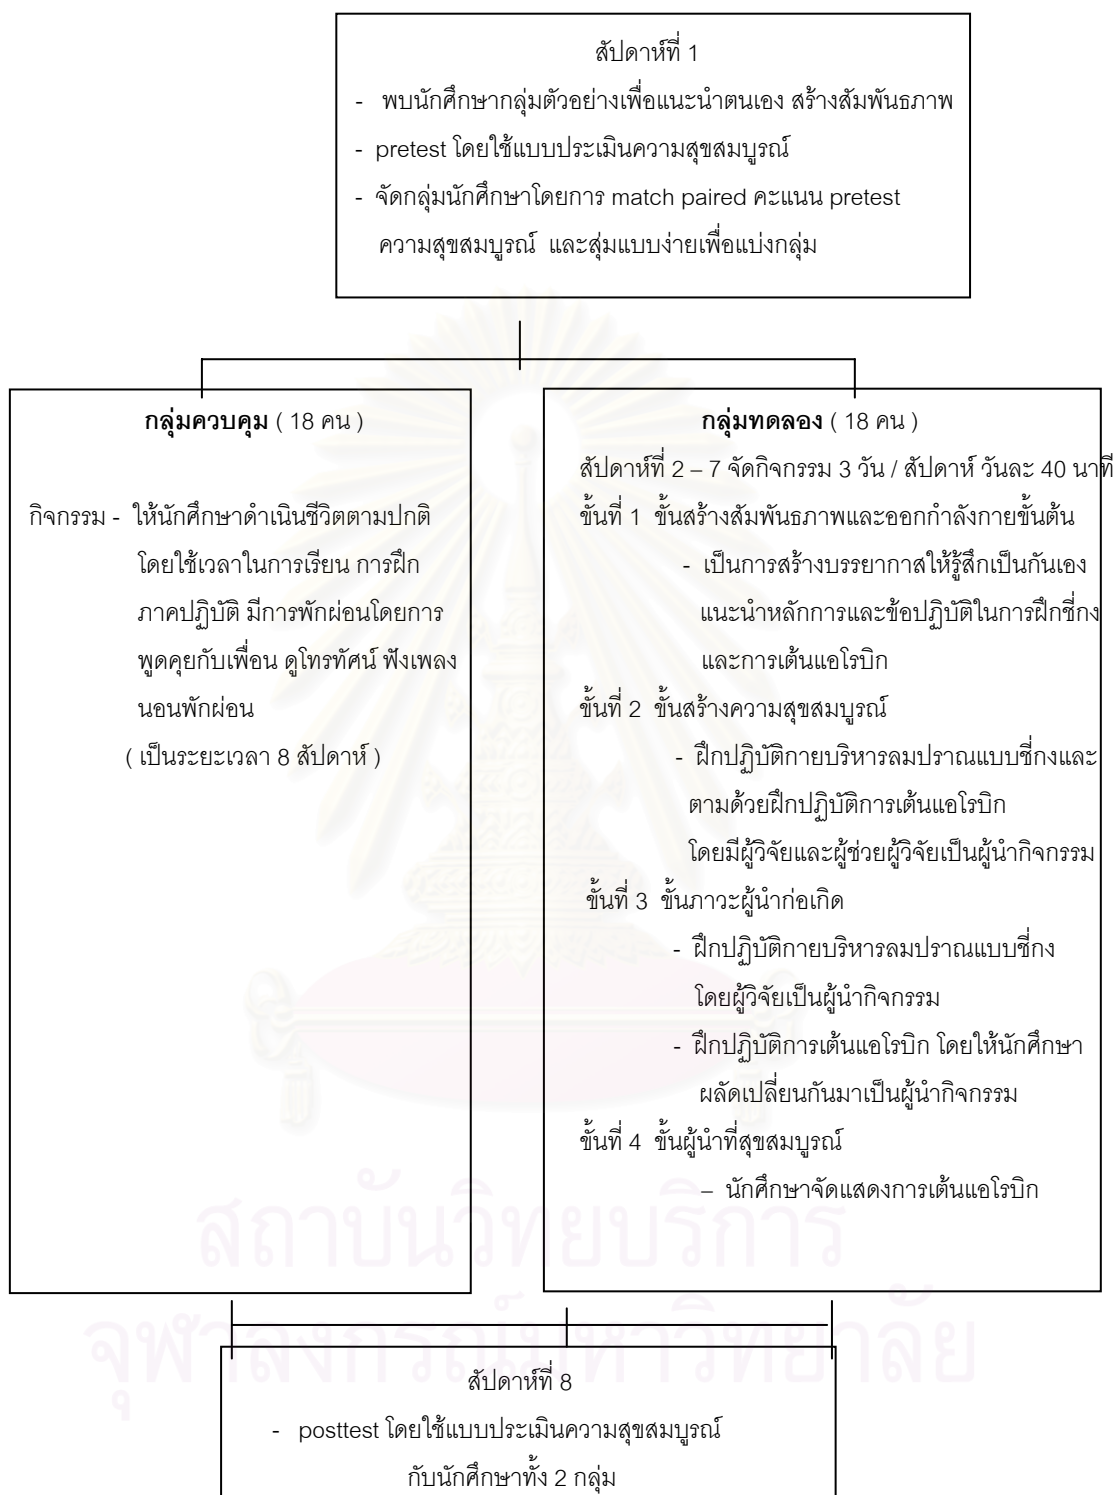 สัปดาห์ที่ 1
- พบนักศึกษากลุ่มตัวอย่างเพื่อแนะนำตนเอง สร้างสัมพันธภาพ
- pretest โดยใช้แบบประเมินความสุขสมบูรณ์
- จัดกลุ่มนักศึกษาโดยการ match paired คะแนน pretest
ความสุขสมบูรณ์ และสุ่มแบบง่ายเพื่อแบ่งกลุ่ม
กลุ่มควบคุม ( 18 คน )
กิจกรรม - ให้นักศึกษาดำเนินชีวิตตามปกติ
โดยใช้เวลาในการเรียน การฝึก
ภาคปฏิบัติ มีการพักผ่อนโดยการ
พูดคุยกับเพื่อน ดูโทรทัศน์ ฟังเพลง
นอนพักผ่อน
( เป็นระยะเวลา 8 สัปดาห์ )
กลุ่มทดลอง ( 18 คน )
สัปดาห์ที่ 2 – 7 จัดกิจกรรม 3 วัน / สัปดาห์ วันละ 40 นาที
ขั้นที่ 1 ขั้นสร้างสัมพันธภาพและออกกำลังกายขั้นต้น
- เป็นการสร้างบรรยากาสให้รู้สึกเป็นกันเอง
แนะนำหลักการและข้อปฏิบัติในการฝึกชี่กง
และการเต้นแอโรบิก
ขั้นที่ 2 ขั้นสร้างความสุขสมบูรณ์
- ฝึกปฏิบัติกายบริหารลมปราณแบบชี่กงและ
ตามด้วยฝึกปฏิบัติการเต้นแอโรบิก
โดยมีผู้วิจัยและผู้ช่วยผู้วิจัยเป็นผู้นำกิจกรรม
ขั้นที่ 3 ขั้นภาวะผู้นำก่อเกิด
- ฝึกปฏิบัติกายบริหารลมปราณแบบชี่กง
โดยผู้วิจัยเป็นผู้นำกิจกรรม
- ฝึกปฏิบัติการเต้นแอโรบิก โดยให้นักศึกษา
ผลัดเปลี่ยนกันมาเป็นผู้นำกิจกรรม
ขั้นที่ 4 ขั้นผู้นำที่สุขสมบูรณ์
– นักศึกษาจัดแสดงการเต้นแอโรบิก
สถาบันวิทยบริการ
จุฬาลงกรณ์มหาวิทยาลัย
สัปดาห์ที่ 8
- posttest โดยใช้แบบประเมินความสุขสมบูรณ์
กับนักศึกษาทั้ง 2 กลุ่ม